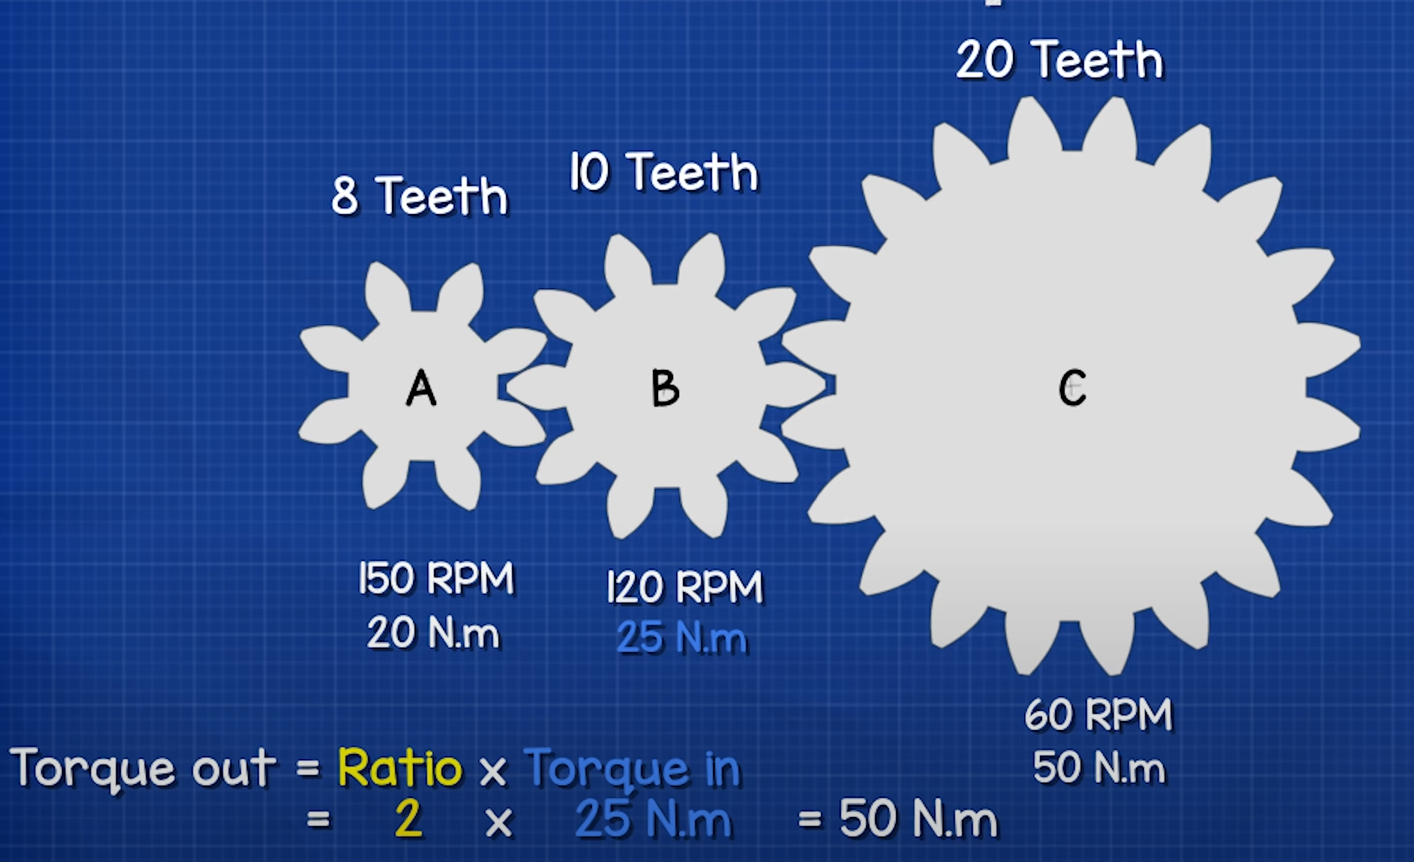 20 Teeth
10 Teeth
8 Teeth
A
B
C
150 RPM
20 N.m
120 RPM
25 N.m
60 RPM
50 N.m
Torque out = Ratio x Torque in
= 2 x 25 N.m = 50 N.m